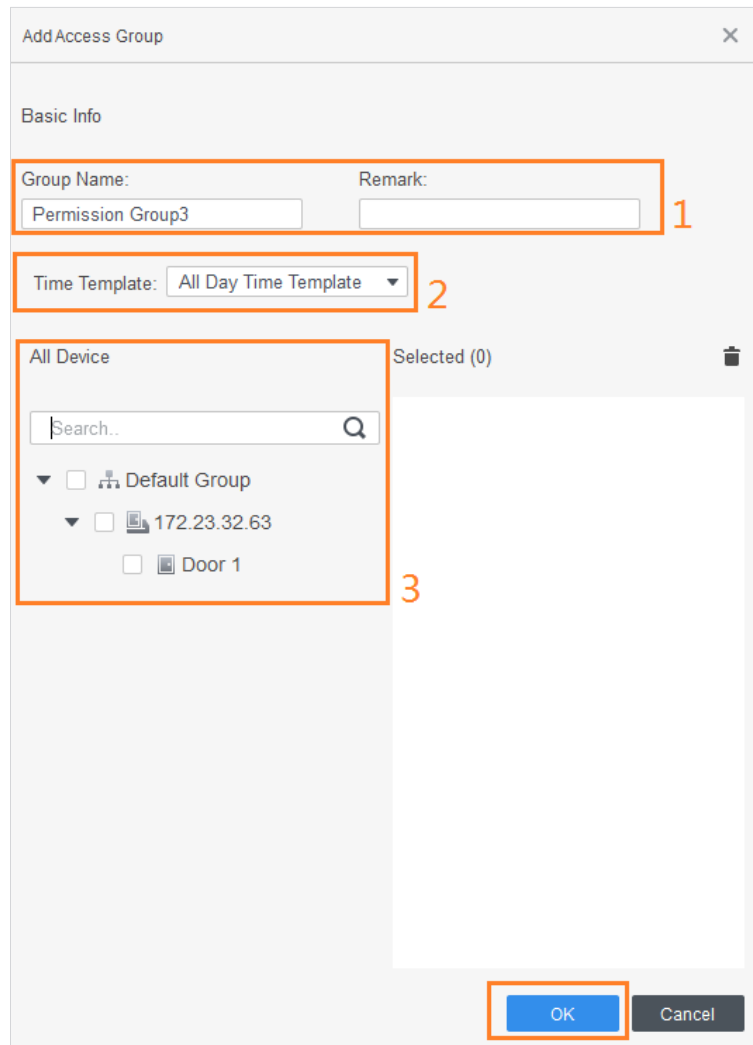 Add Access Group
Basic Info
Group Name: Remark:
Permission Group3
1
Time Template: All Day Time Template
2
All Device Selected (0)
Search..
Default Group
172.23.32.63
Door 1
3
OK Cancel